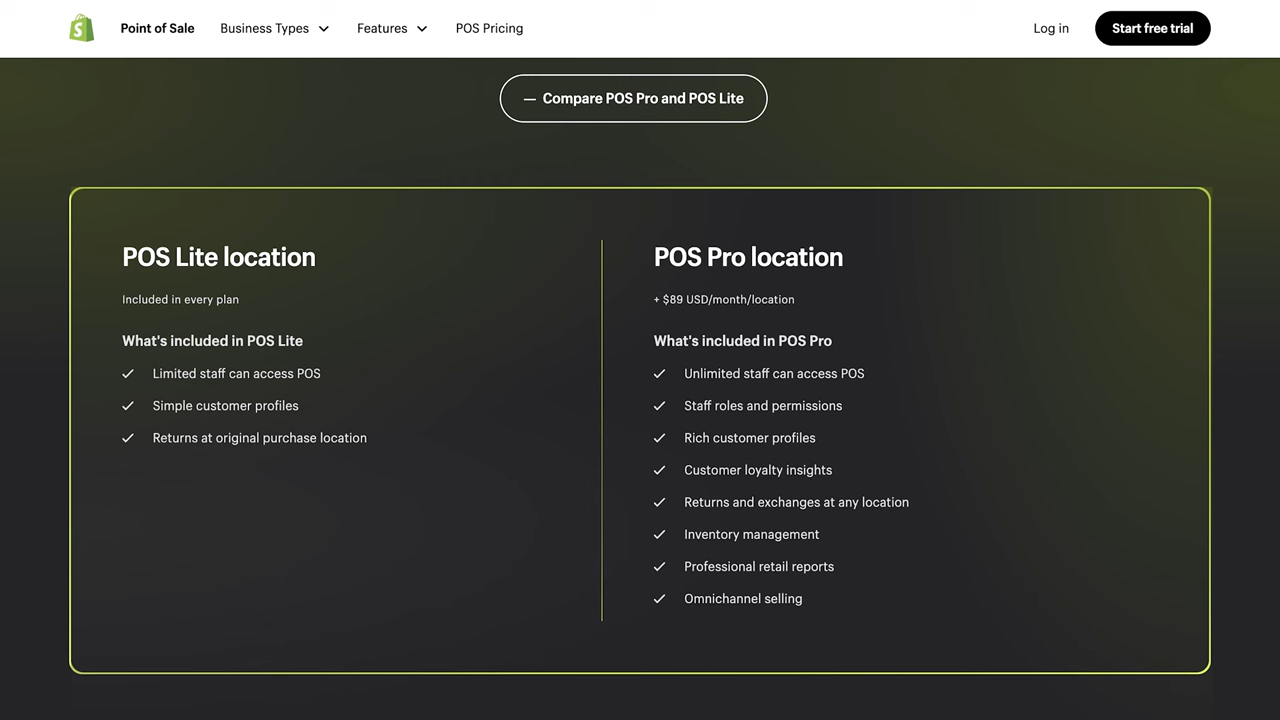 Point of Sale Business Types Features POS Pricing Log in Start free trial
— Compare POS Pro and POS Lite
POS Lite location
Included in every plan
What's included in POS Lite
Limited staff can access POS
Simple customer profiles
Returns at original purchase location
POS Pro location
+ $89 USD/month/location
What's included in POS Pro
Unlimited staff can access POS
Staff roles and permissions
Rich customer profiles
Customer loyalty insights
Returns and exchanges at any location
Inventory management
Professional retail reports
Omnichannel selling